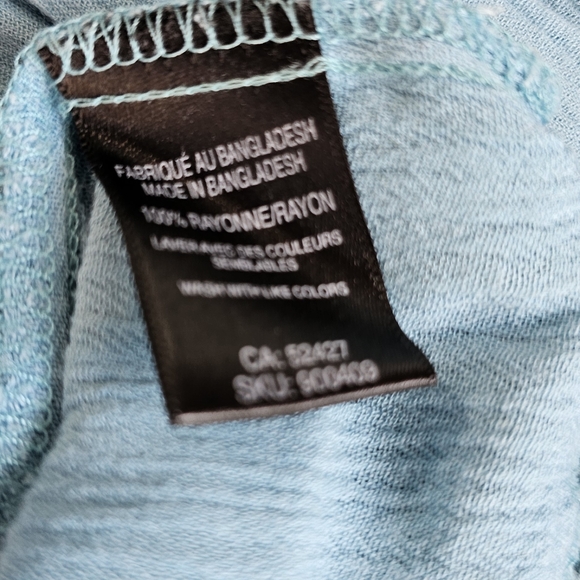 FABRIQUÉ AU BANGLADESH
MADE IN BANGLADESH
100% RAYONNE/RAYON
LAVER AVEC DES COULEURS
SEMBLABLES
WASH WITH LIKE COLORS
CA: 52427
SKU: